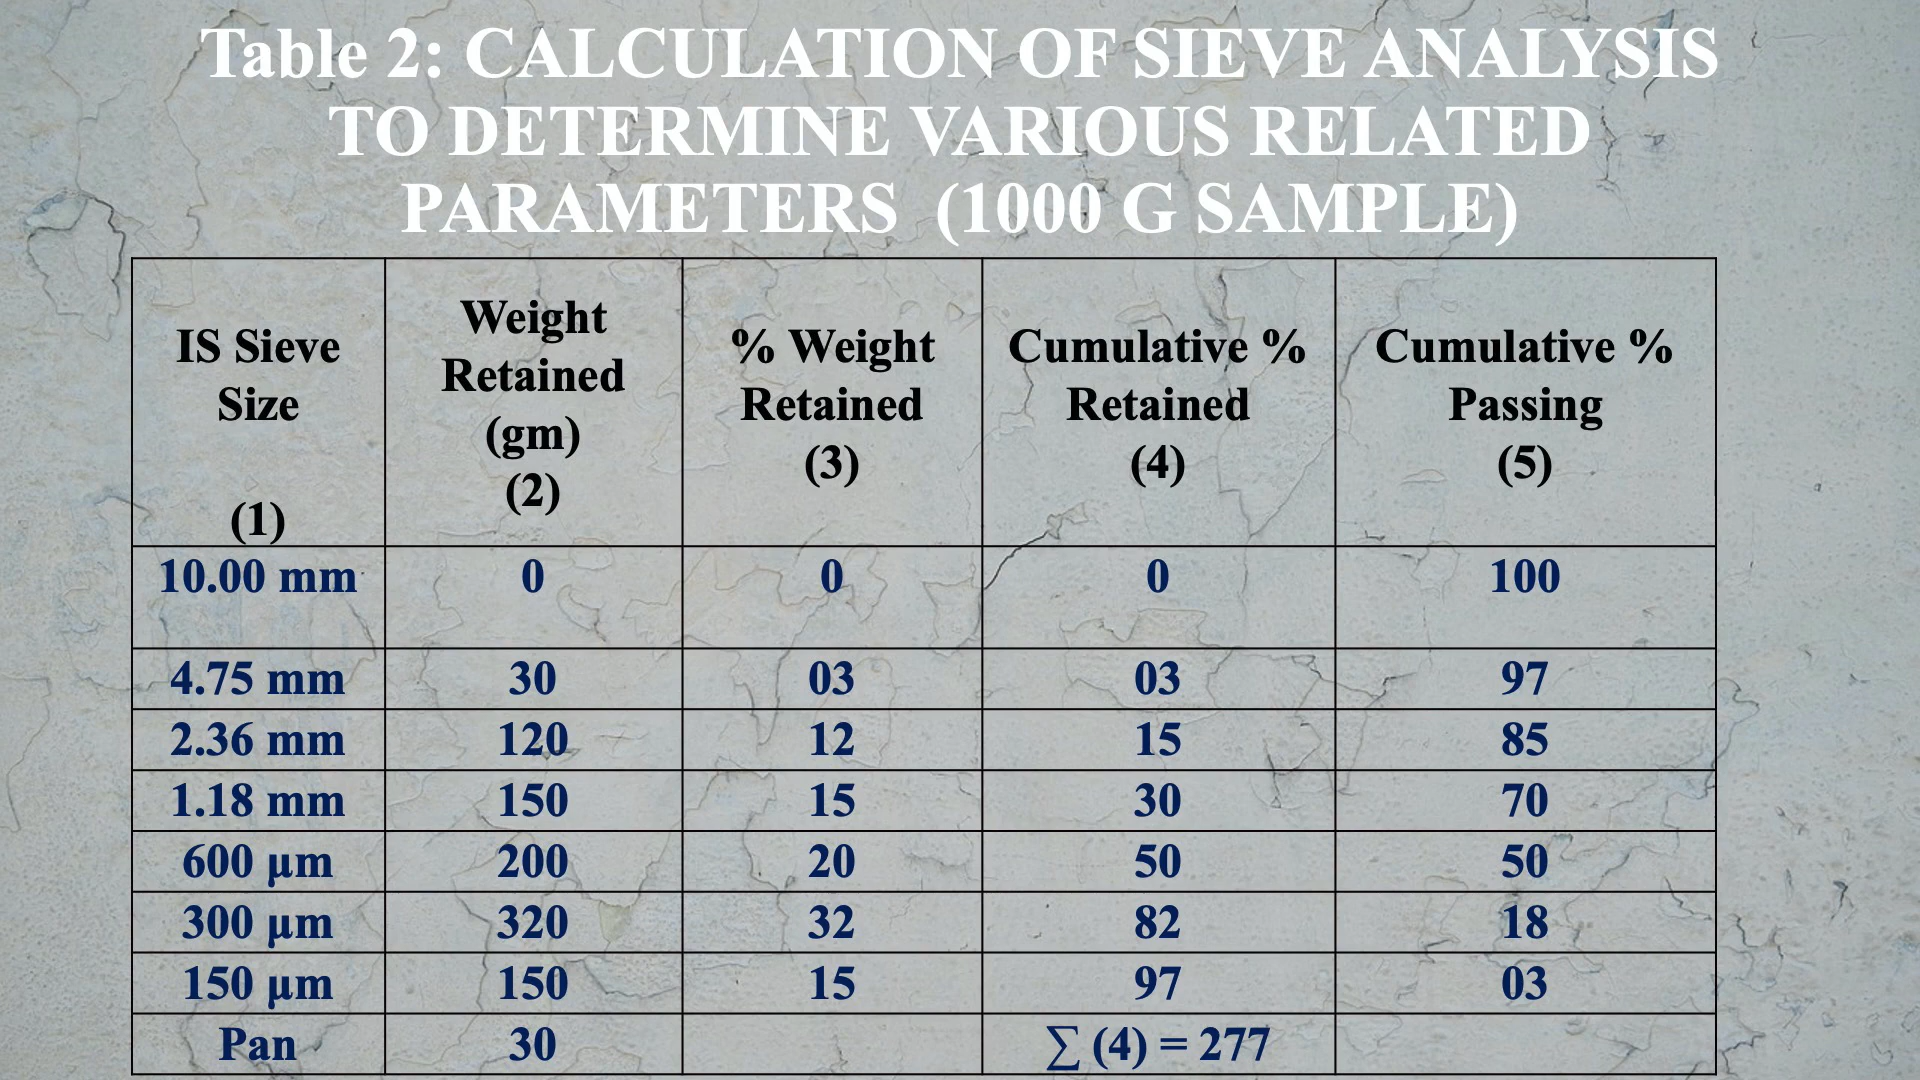 Table 2: CALCULATION OF SIEVE ANALYSIS
TO DETERMINE VARIOUS RELATED
PARAMETERS (1000 G SAMPLE)
IS Sieve
Size
(1)
Weight
Retained
(gm)
(2)
% Weight
Retained
(3)
Cumulative %
Retained
(4)
Cumulative %
Passing
(5)
10.00 mm 0 0 0 100
4.75 mm 30 03 03 97
2.36 mm 120 12 15 85
1.18 mm 150 15 30 70
600 µm 200 20 50 50
300 µm 320 32 82 18
150 µm 150 15 97 03
Pan 30 ∑ (4) = 277